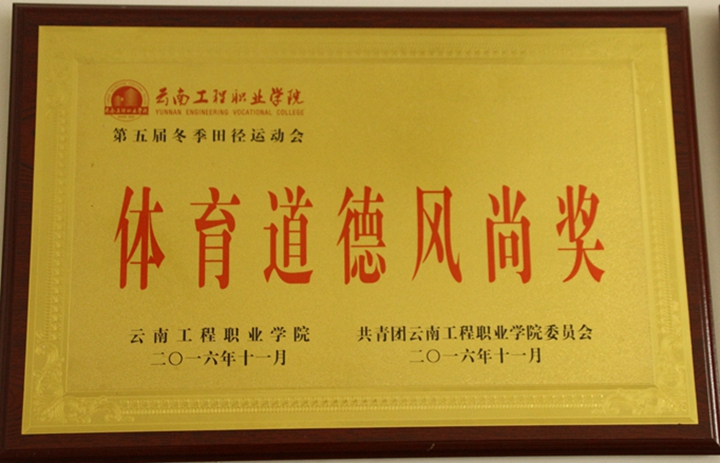 云南工程职业学院
YUNNAN ENGINEERING VOCATIONAL COLLEGE
第五届冬季田径运动会
体育道德风尚奖
云南工程职业学院
二〇一六年十一月
共青团云南工程职业学院委员会
二〇一六年十一月